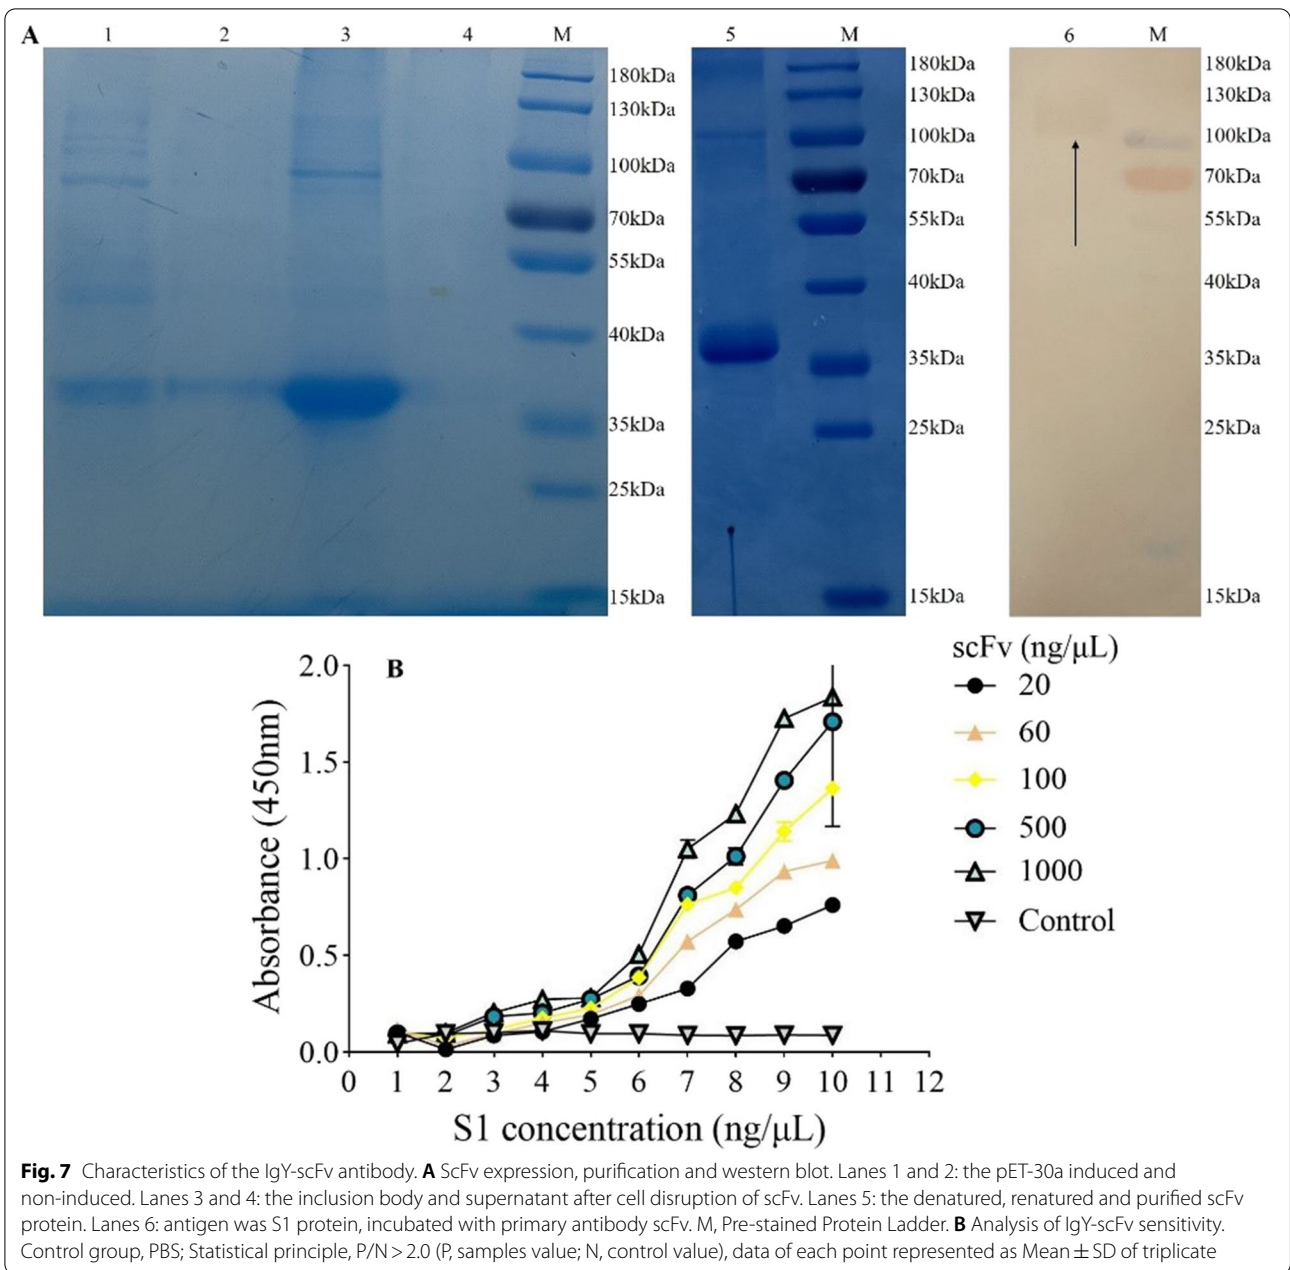 A 1 2 3 4 M 5 M 6 M
180kDa
130kDa
100kDa
70kDa
55kDa
40kDa
35kDa
25kDa
15kDa
180kDa
130kDa
100kDa
70kDa
55kDa
40kDa
35kDa
25kDa
15kDa
180kDa
130kDa
100kDa
70kDa
55kDa
40kDa
35kDa
25kDa
15kDa
B
2.0
1.5
1.0
0.5
0.0
Absorbance (450nm)
0 1 2 3 4 5 6 7 8 9 10 11 12
S1 concentration (ng/μL)
scFv (ng/μL)
20
60
100
500
1000
Control
Fig. 7 Characteristics of the IgY-scFv antibody. A ScFv expression, purification and western blot. Lanes 1 and 2: the pET-30a induced and
non-induced. Lanes 3 and 4: the inclusion body and supernatant after cell disruption of scFv. Lanes 5: the denatured, renatured and purified scFv
protein. Lanes 6: antigen was S1 protein, incubated with primary antibody scFv. M, Pre-stained Protein Ladder. B Analysis of IgY-scFv sensitivity.
Control group, PBS; Statistical principle, P/N > 2.0 (P, samples value; N, control value), data of each point represented as Mean ± SD of triplicate